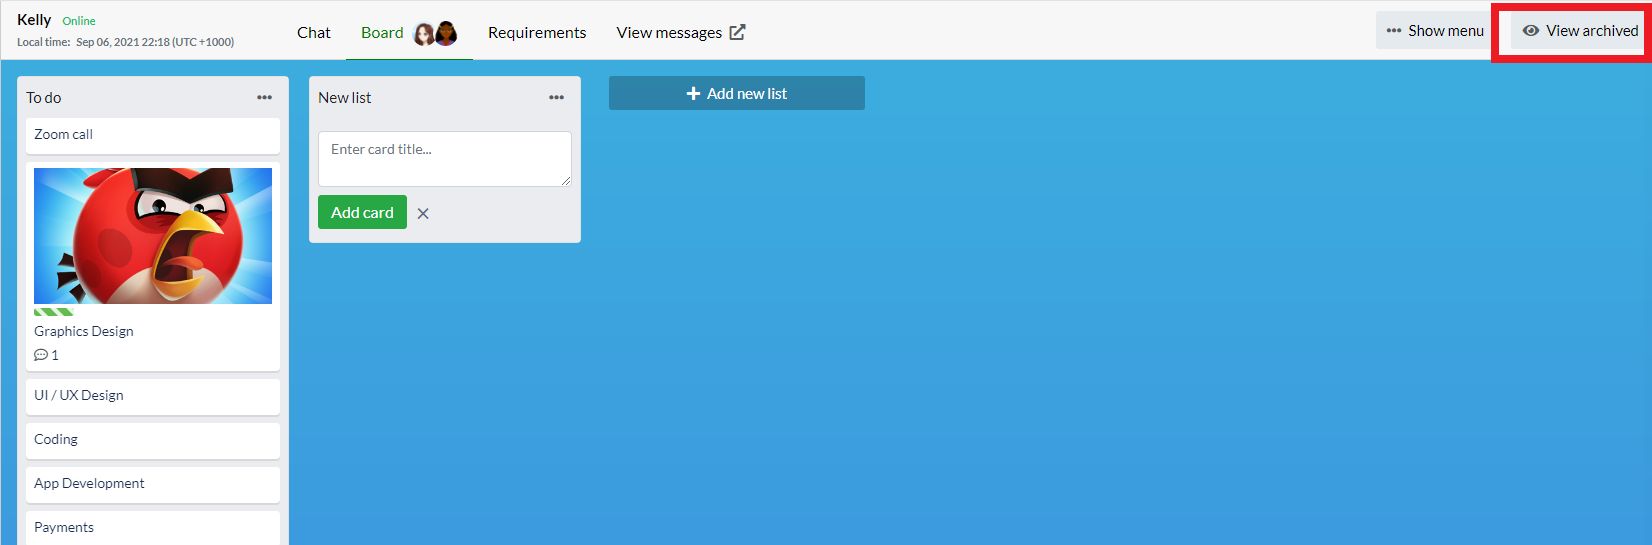 Kelly Online
Local time: Sep 06, 2021 22:18 (UTC +1000)
Chat
Board
Requirements
View messages
Show menu
View archived
To do
Zoom call
Graphics Design
1
UI / UX Design
Coding
App Development
Payments
New list
Enter card title...
Add card
Add new list